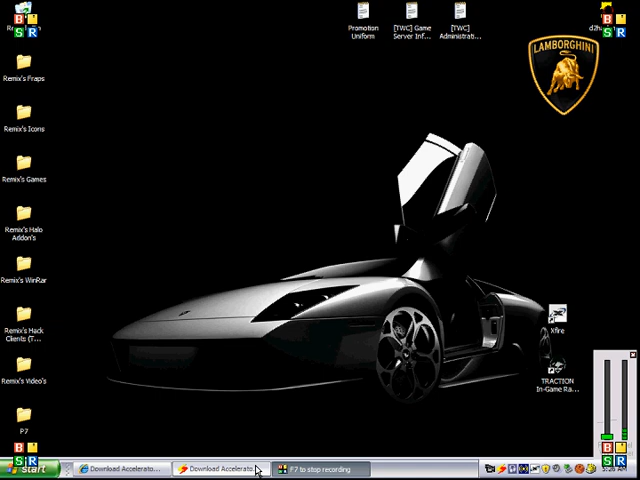 B
S R
B
S R
Promotion
Uniform
[TWC] Game
Server Inf...
[TWC]
Administrati...
LAMBORGHINI
Remix's Fraps
Remix's Icons
Remix's Games
Remix's Halo
Addon's
Remix's WinRar
Remix's Hack
Clients (T...
Remix's Video's
P7
Xfire
TRACTION
In-Game Ra...
B
S R
B
S R
start
Download Accelerato...
Download Accelerato...
F7 to stop recording